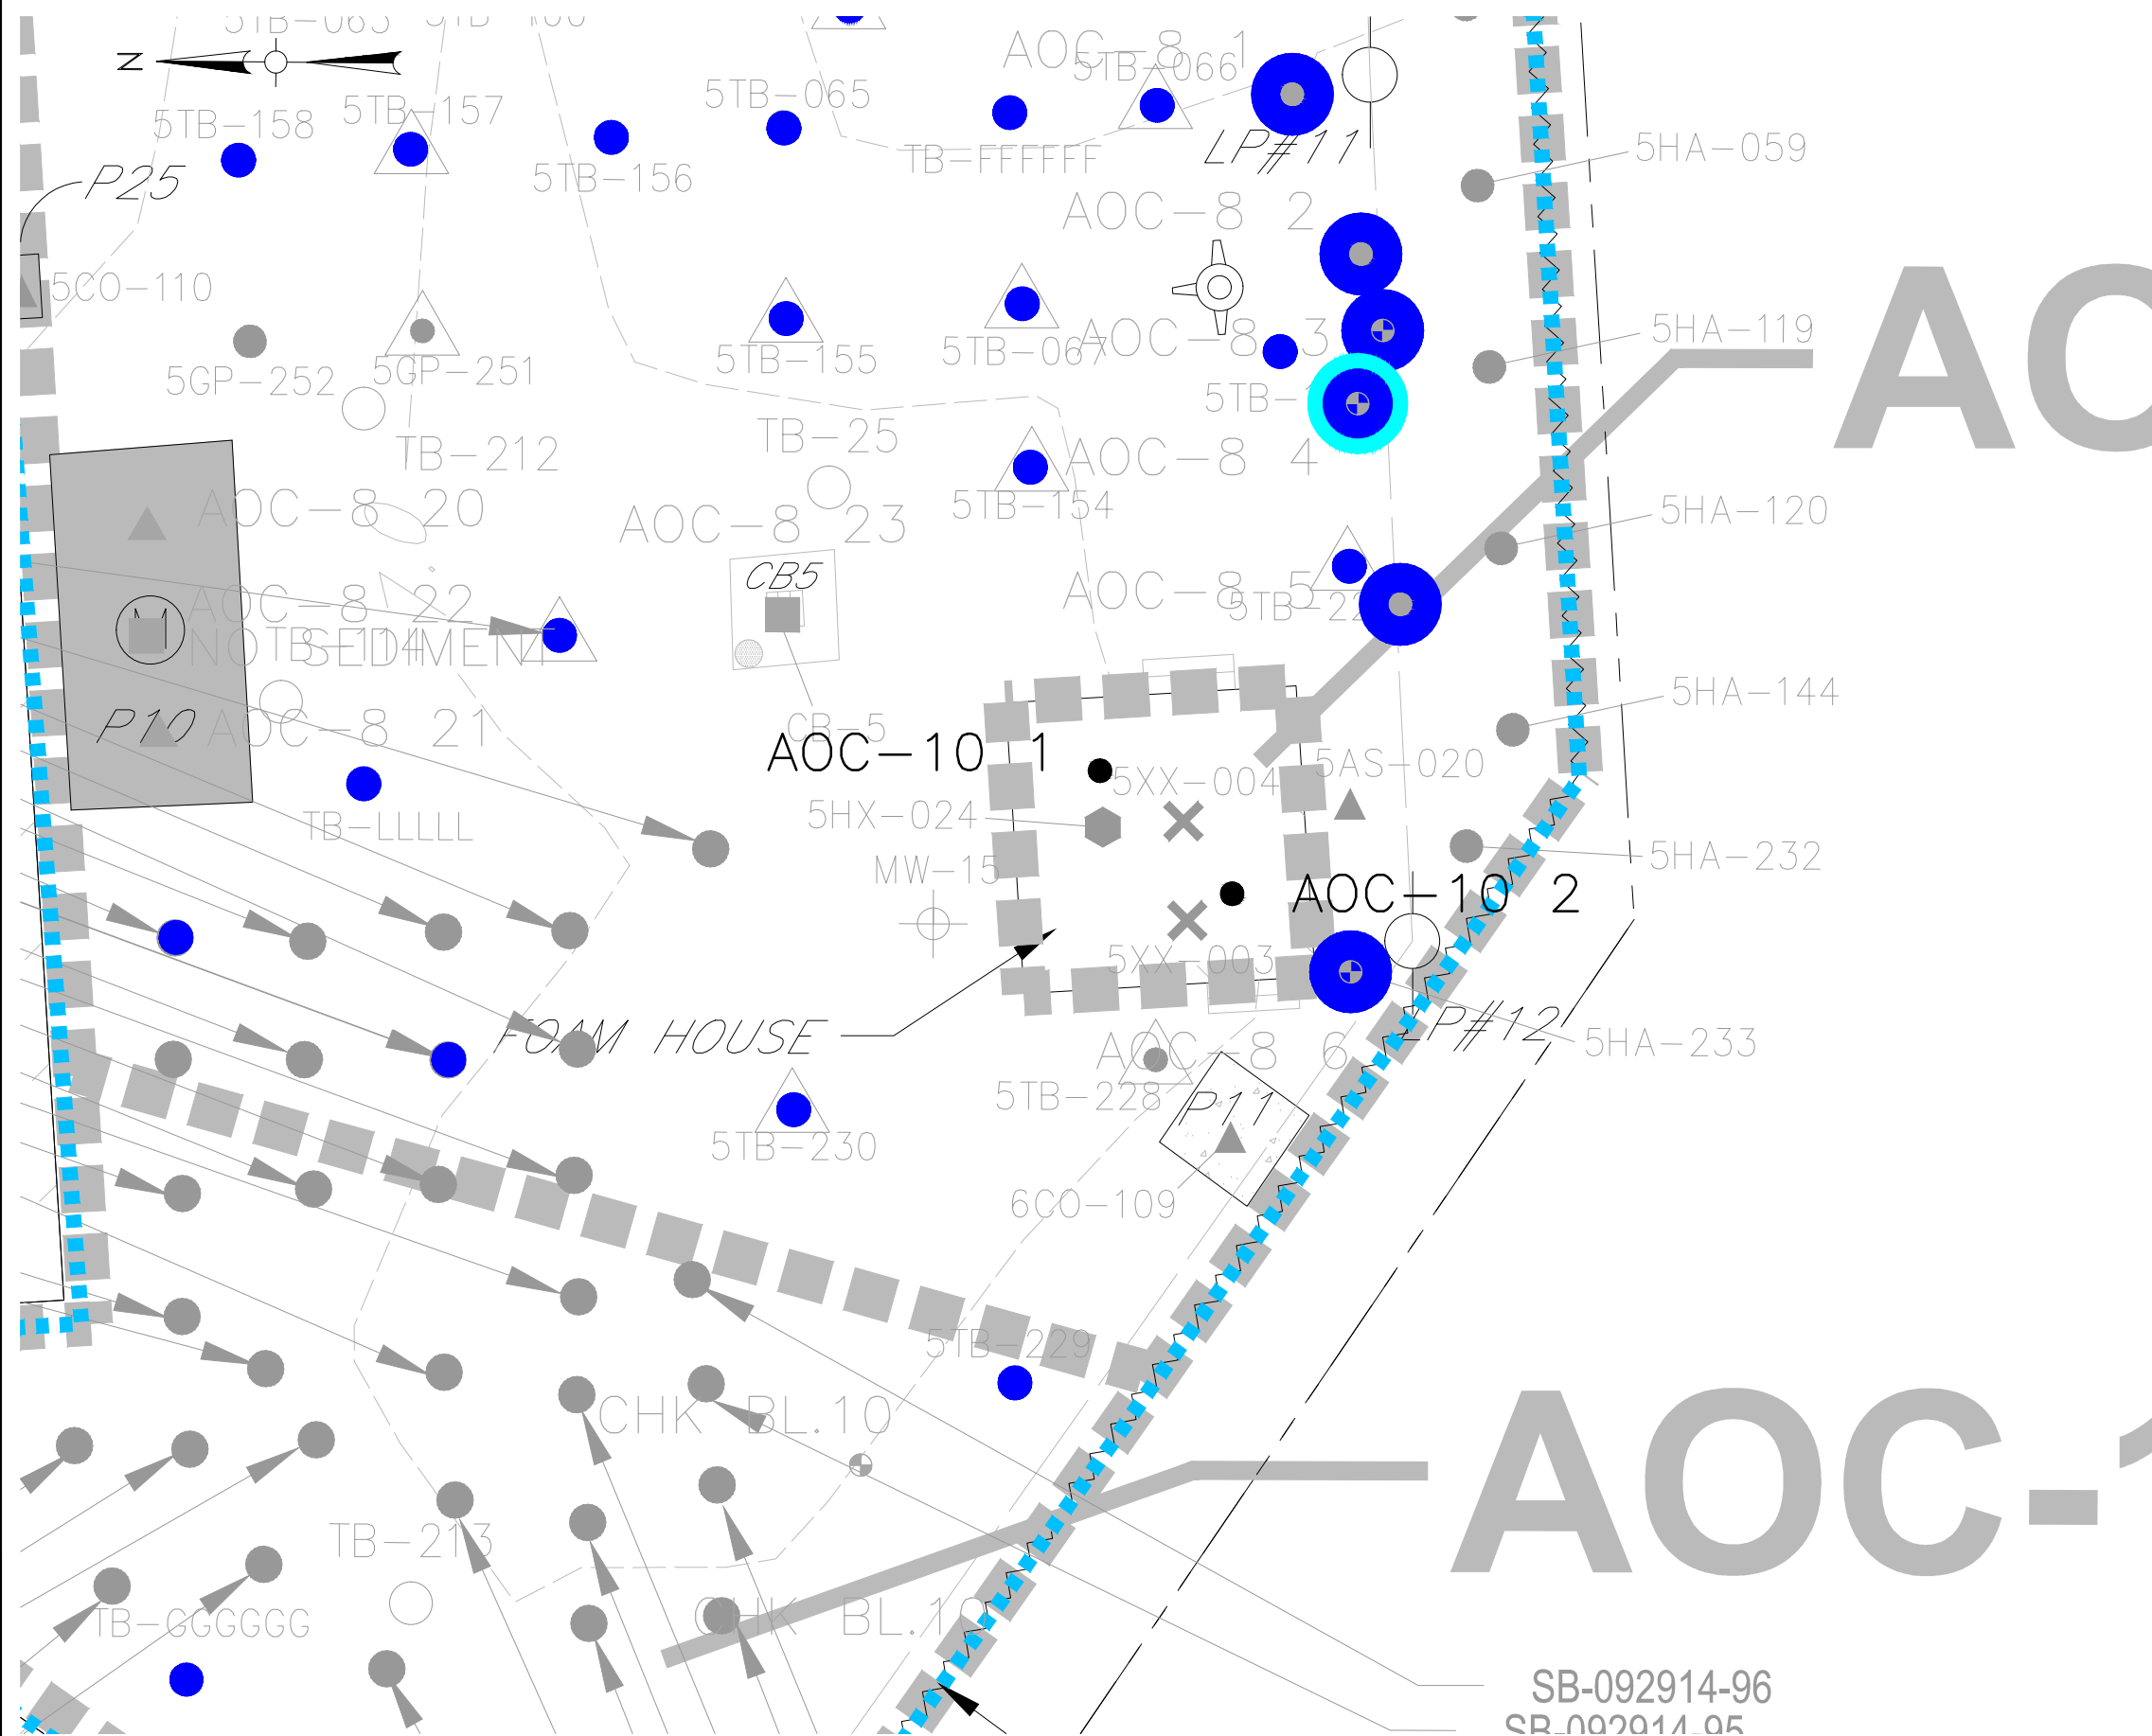 N
AOC-8 1
5TB-066
5TB-065
5TB-157
5TB-158
LP#11
5HA-059
TB-FFFFFF
5TB-156
P25
AOC-8 2
5CO-110
5HA-119
AOC-8 3
5TB-067
5TB-155
5GP-251
5GP-252
TB-25
TB-212
AOC-8 4
5TB-154
AOC-8 20
AOC-8 23
5HA-120
CB5
AOC-8 22
AOC-8 5
NO SEDIMENT
5HA-144
P10
AOC-8 21
CB-5
AOC-10 1
5XX-004
5AS-020
5HX-024
TB-LLLLL
MW-15
5HA-232
AOC-10 2
5XX-003
FOAM HOUSE
LP#12
5HA-233
AOC-8 6
5TB-228
P11
5TB-230
6CO-109
5TB-229
CHK BL.10
TB-213
TB-GGGGGG
CHK BL.10
SB-092914-96
SB-092914-95